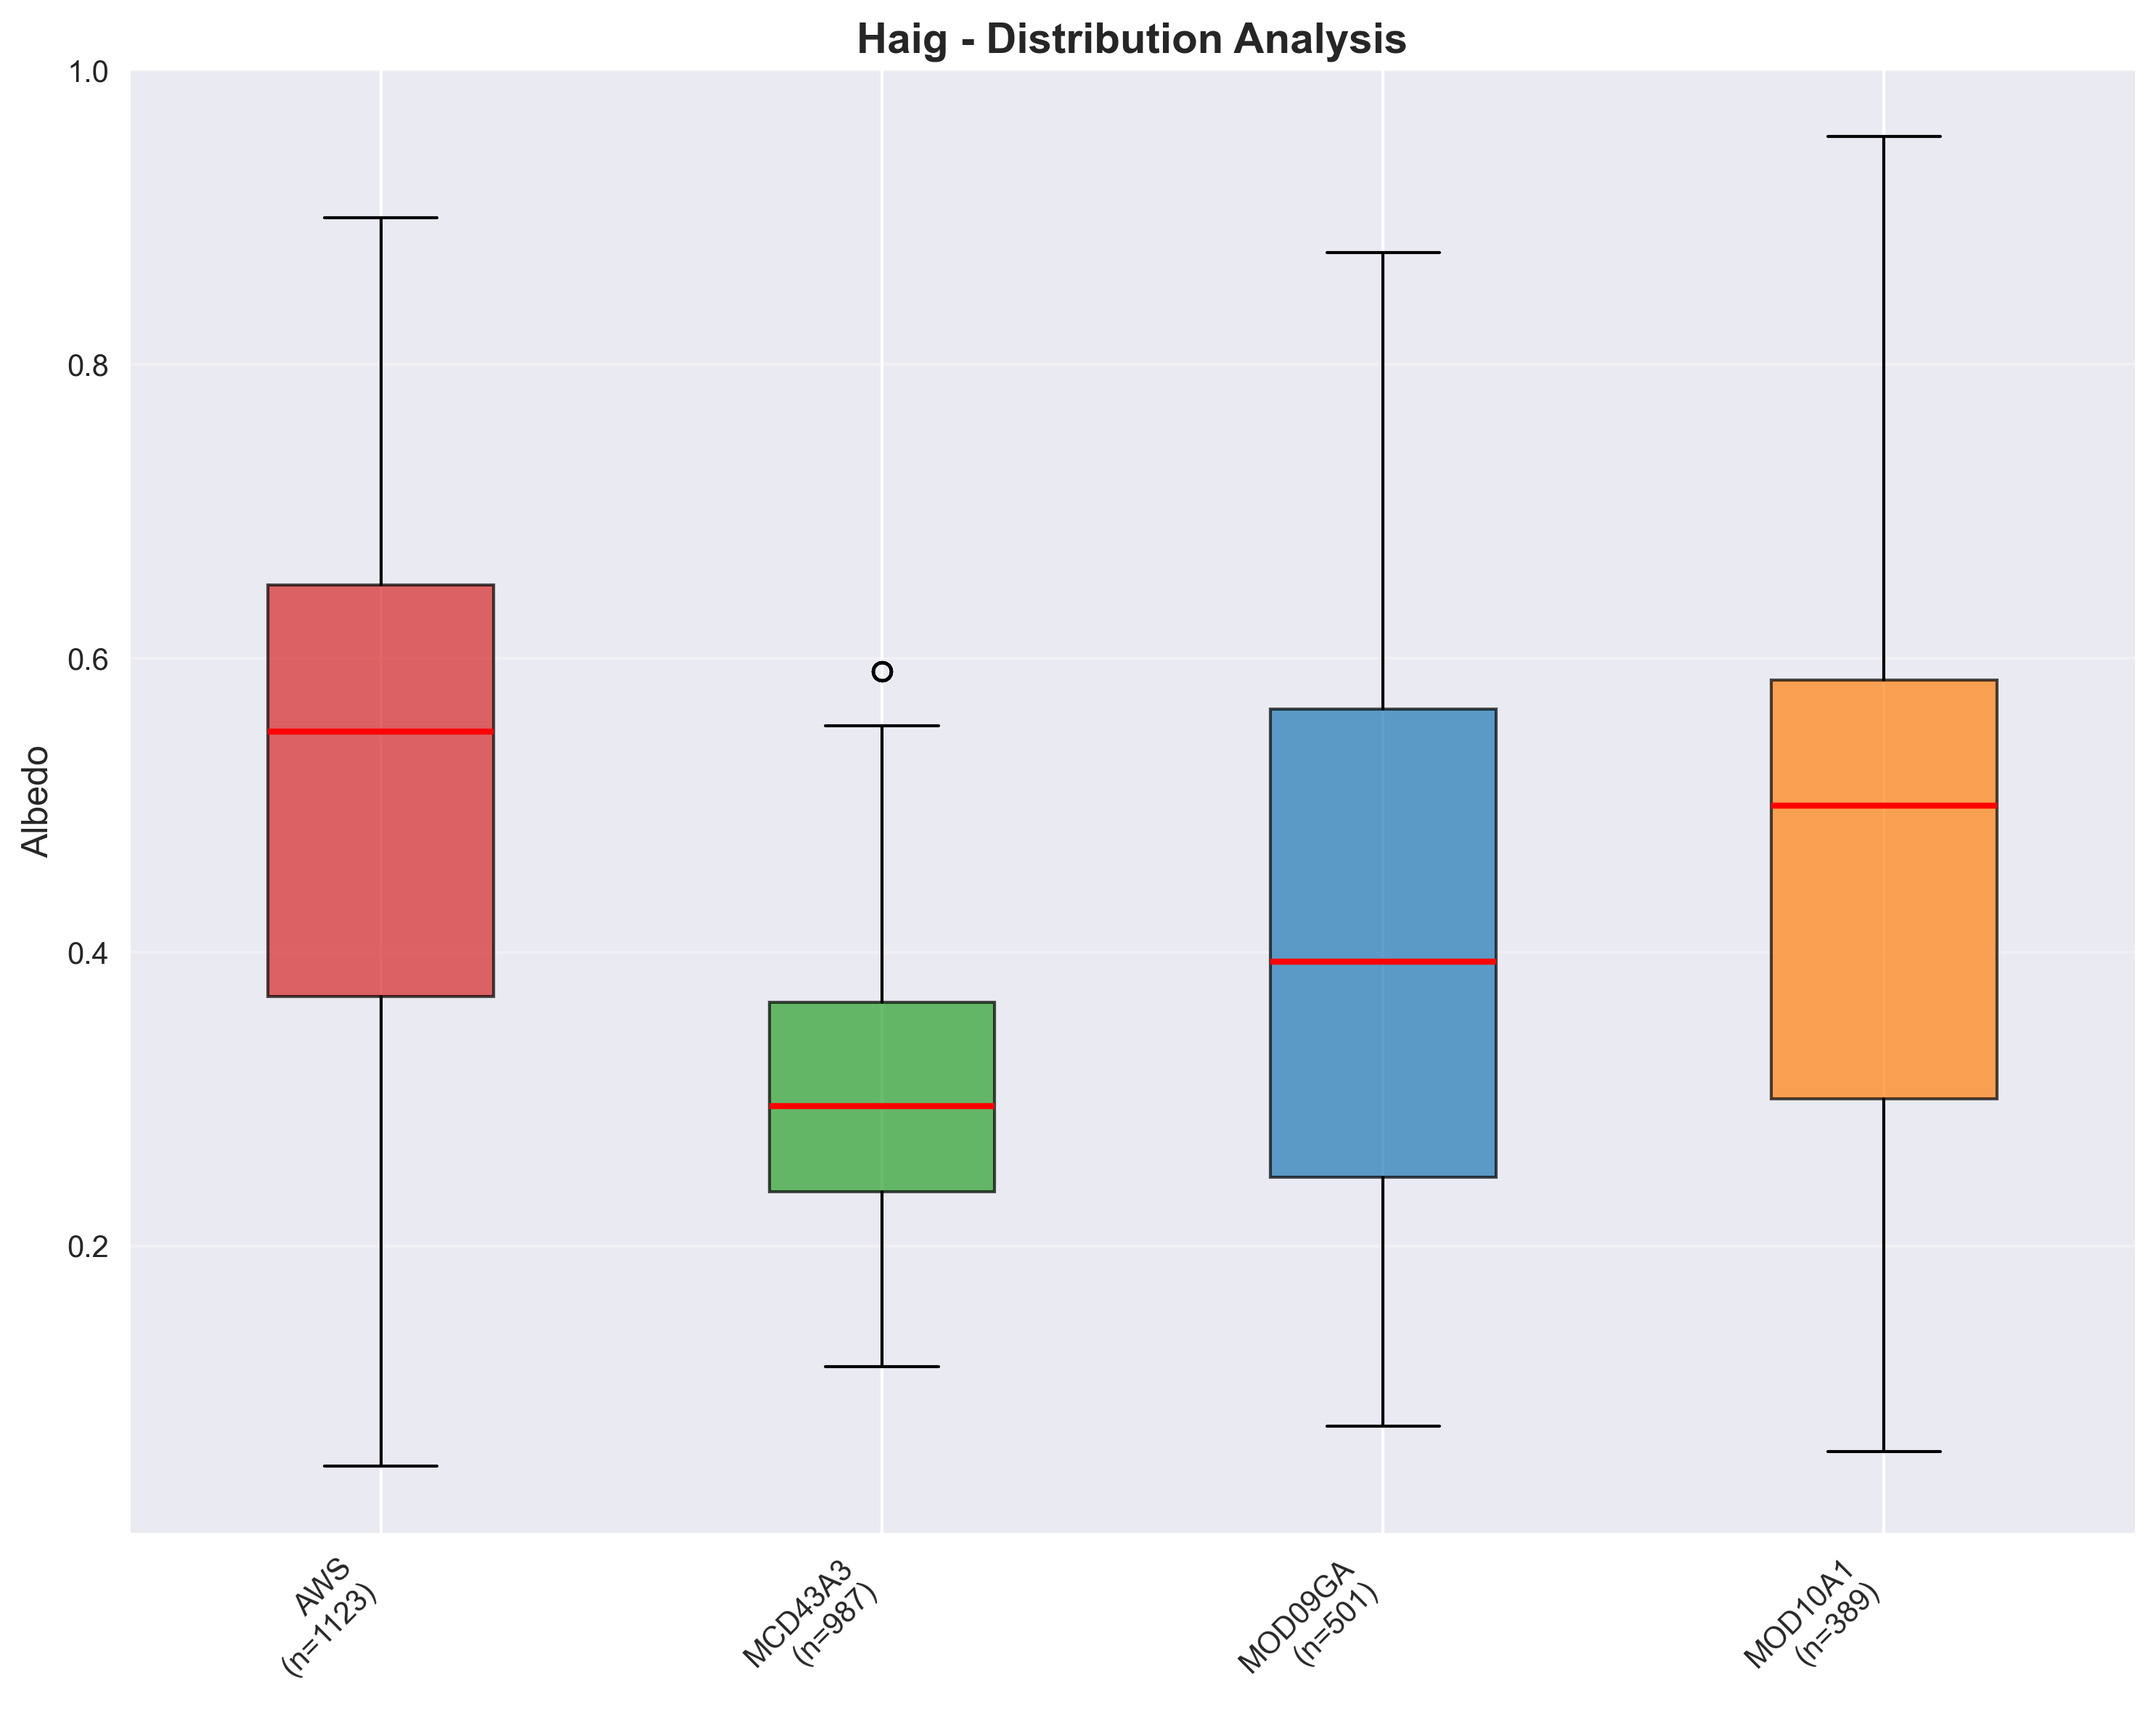 Haig - Distribution Analysis
1.0
0.8
0.6
0.4
0.2
Albedo
AWS
(n=1123)
MCD43A3
(n=987)
MOD09GA
(n=501)
MOD10A1
(n=389)